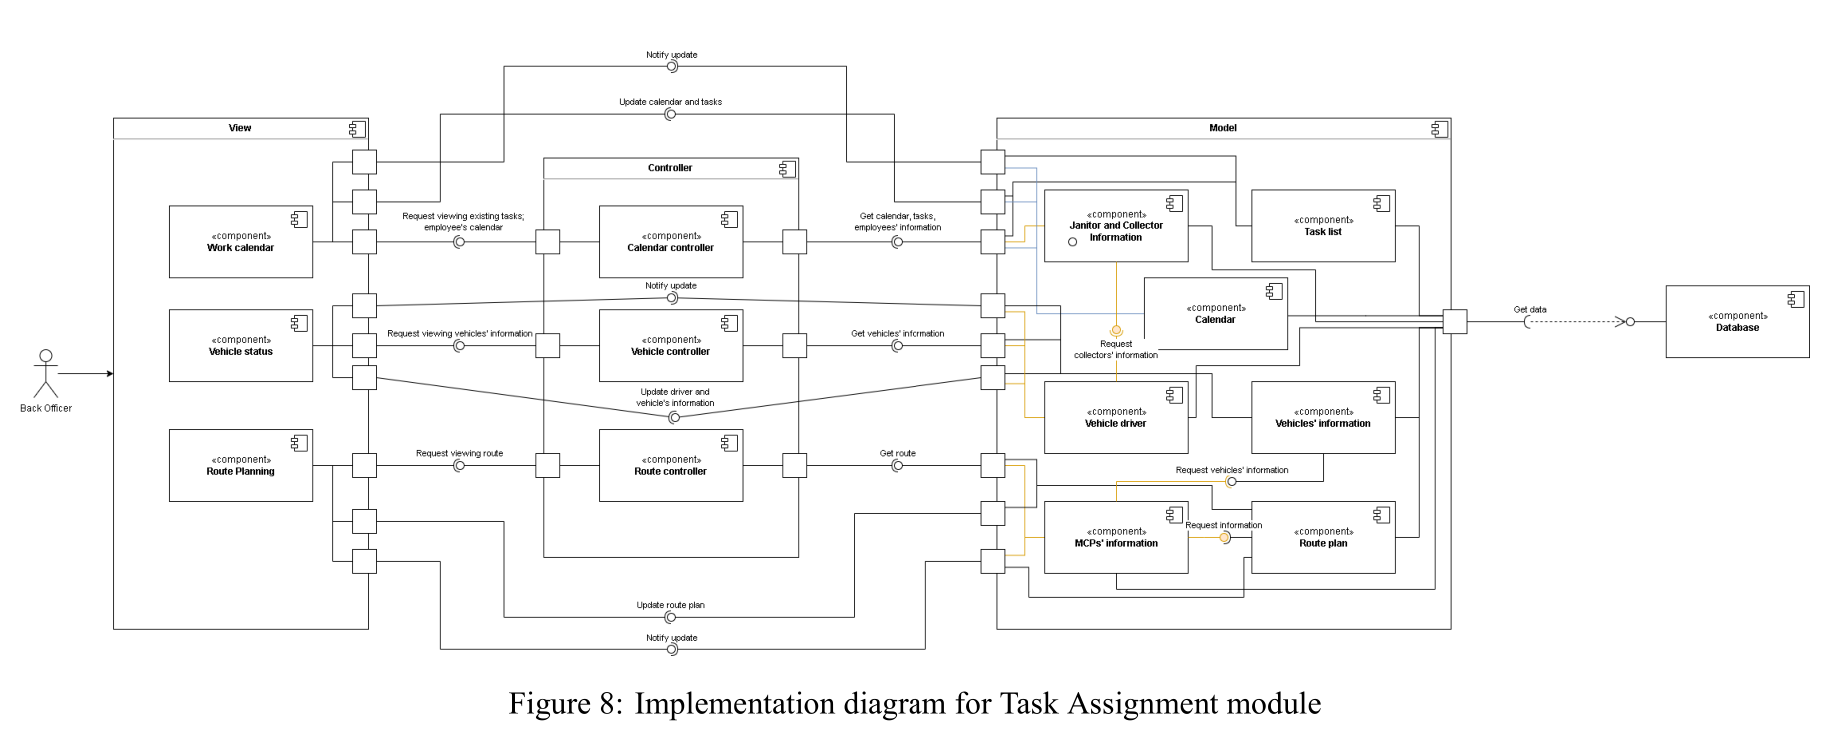 Notify update
Update calendar and tasks
View
Model
Controller
Request viewing existing tasks;
employee's calendar
Get calendar, tasks,
employees' information
«component»
Work calendar
«component»
Calendar controller
«component»
Janitor and Collector
Information
«component»
Task list
Notify update
«component»
Calendar
Get data
«component»
Database
Request viewing vehicles' information
Get vehicles' information
«component»
Vehicle status
«component»
Vehicle controller
Request
collectors' information
Back Officer
Update driver and
vehicle's information
«component»
Vehicle driver
«component»
Vehicles' information
Request viewing route
Get route
«component»
Route Planning
«component»
Route controller
Request vehicles' information
Request information
«component»
MCPs' information
«component»
Route plan
Update route plan
Notify update
Figure 8: Implementation diagram for Task Assignment module